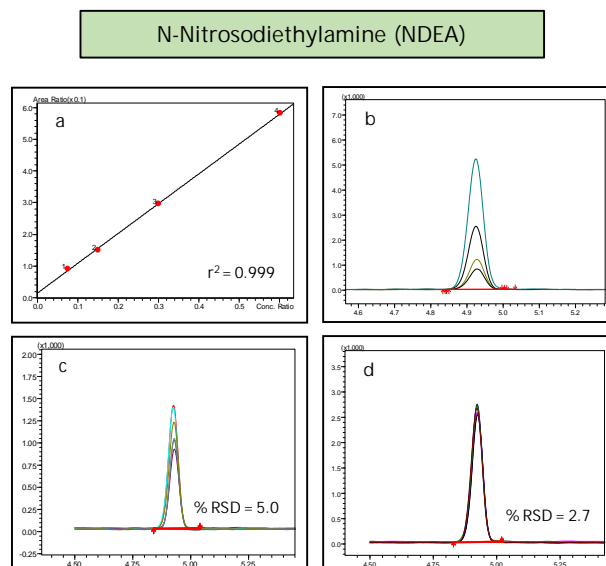 N-Nitrosodiethylamine (NDEA)
Area Ratio(x0.1)
a
6.0
5.0
4.0
3.0
2.0
1.0
0.0
1
2
3
4
r² = 0.999
0.0 0.1 0.2 0.3 0.4 0.5 Conc. Ratio
(x1,000)
b
7.0
6.0
5.0
4.0
3.0
2.0
1.0
0.0
4.6 4.7 4.8 4.9 5.0 5.1 5.2
(x1,000)
c
2.00
1.75
1.50
1.25
1.00
0.75
0.50
0.25
0.00
-0.25
% RSD = 5.0
4.50 4.75 5.00 5.25
(x1,000)
d
3.5
3.0
2.5
2.0
1.5
1.0
0.5
0.0
% RSD = 2.7
4.50 4.75 5.00 5.25